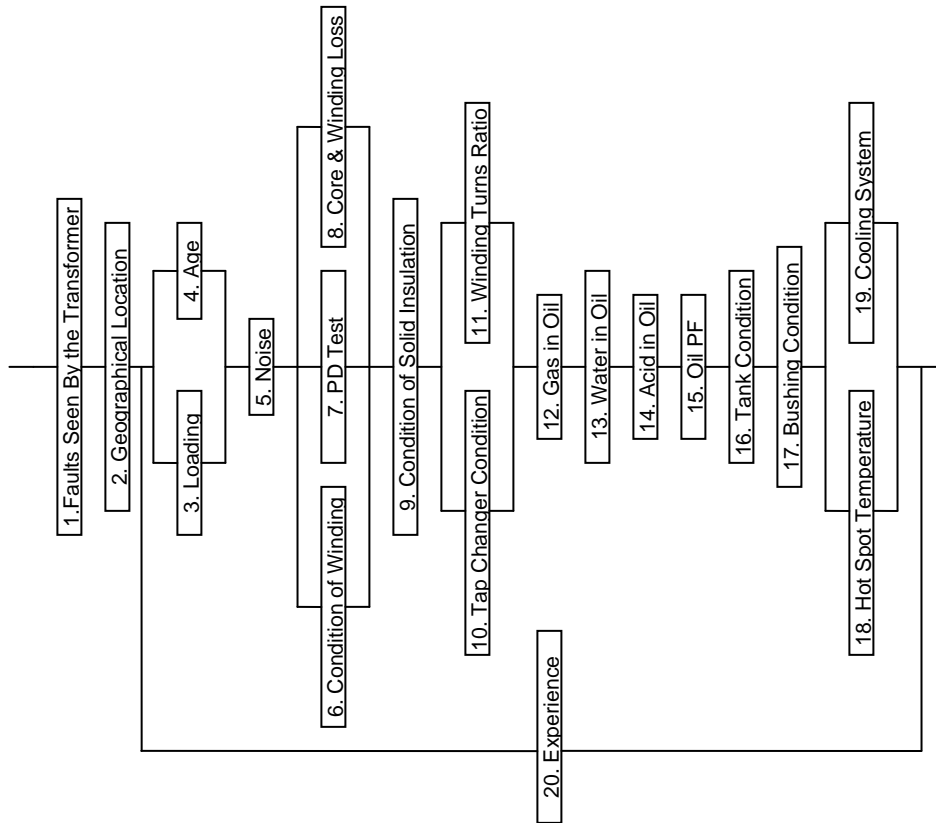 1.Faults Seen By the Transformer
2. Geographical Location
3. Loading
4. Age
5. Noise
6. Condition of Winding
7. PD Test
8. Core & Winding Loss
9. Condition of Solid Insulation
10. Tap Changer Condition
11. Winding Turns Ratio
12. Gas in Oil
13. Water in Oil
14. Acid in Oil
15. Oil PF
16. Tank Condition
17. Bushing Condition
18. Hot Spot Temperature
19. Cooling System
20. Experience